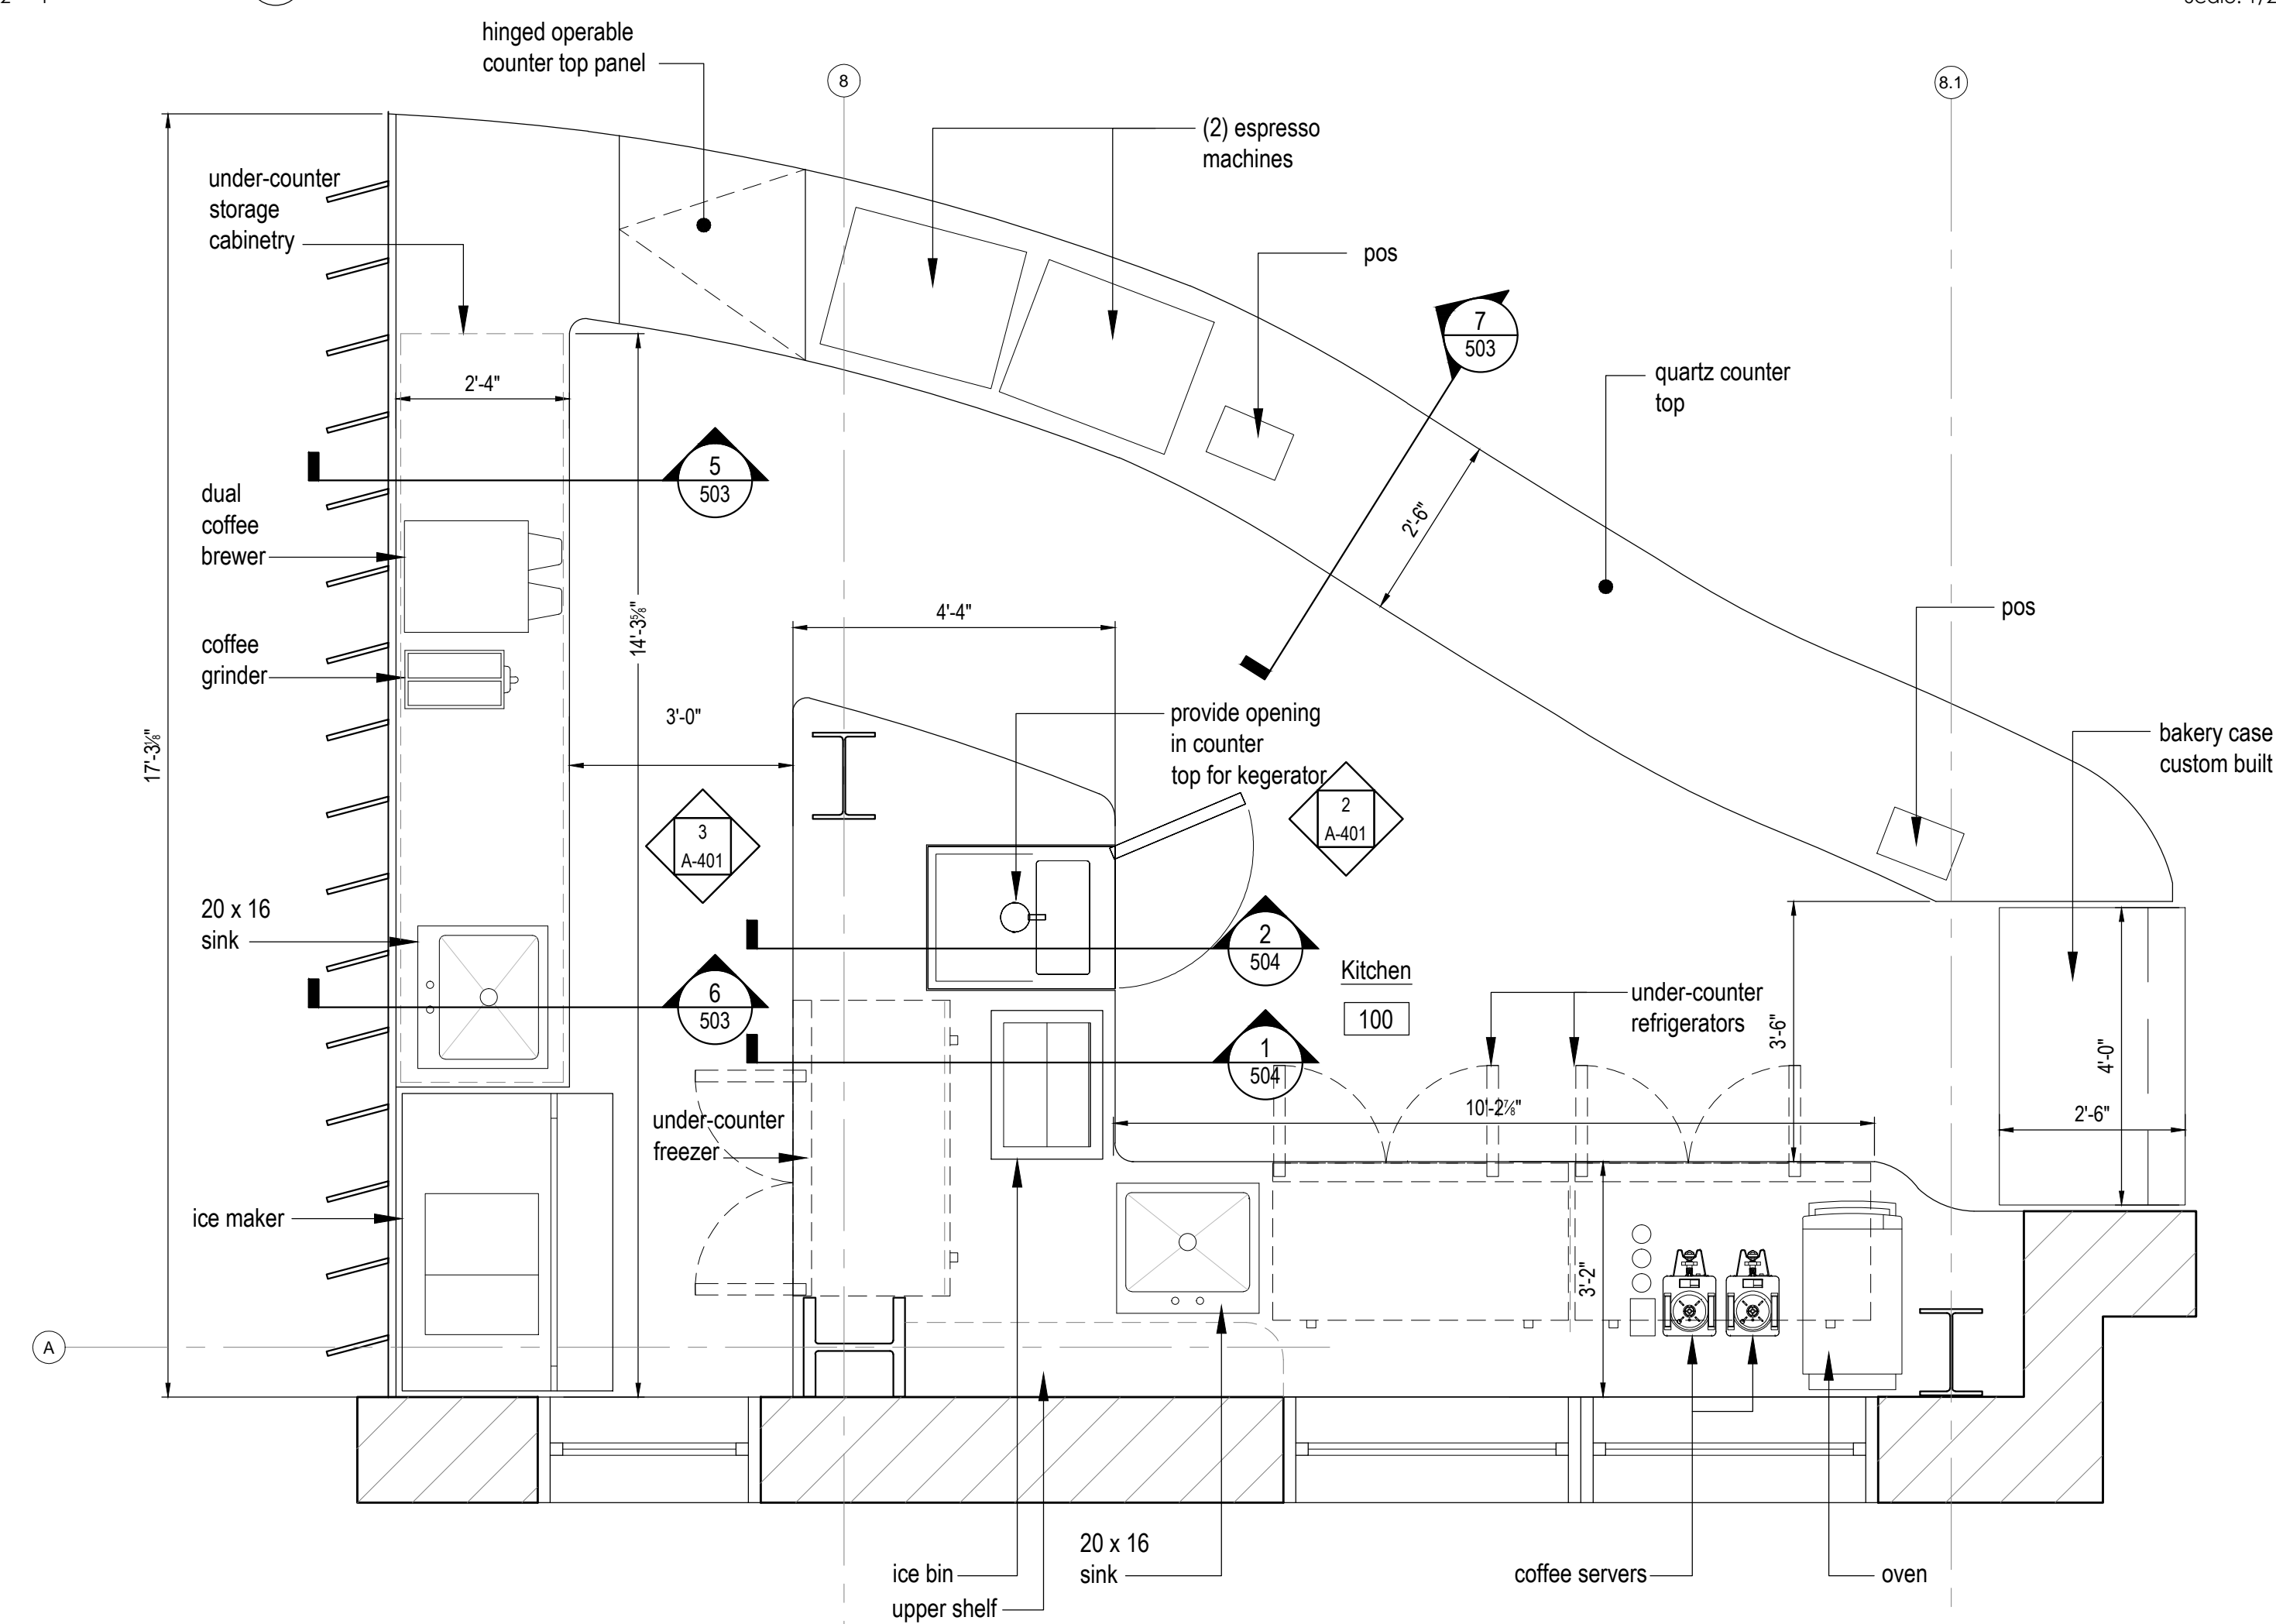 hinged operable
counter top panel
8
8.1
(2) espresso
machines
under-counter
storage
cabinetry
pos
7
503
2'-4"
quartz counter
top
5
503
dual
coffee
brewer
2'-6"
14'-3⅝"
4'-4"
pos
coffee
grinder
3'-0"
17'-3⅛"
provide opening
in counter
top for kegerator
bakery case
custom built
3
A-401
2
A-401
20 x 16
sink
2
504
Kitchen
100
6
503
under-counter
refrigerators
3'-6"
4'-0"
1
504
10'-2⅞"
2'-6"
under-counter
freezer
ice maker
3'-2"
A
20 x 16
sink
ice bin
upper shelf
coffee servers
oven